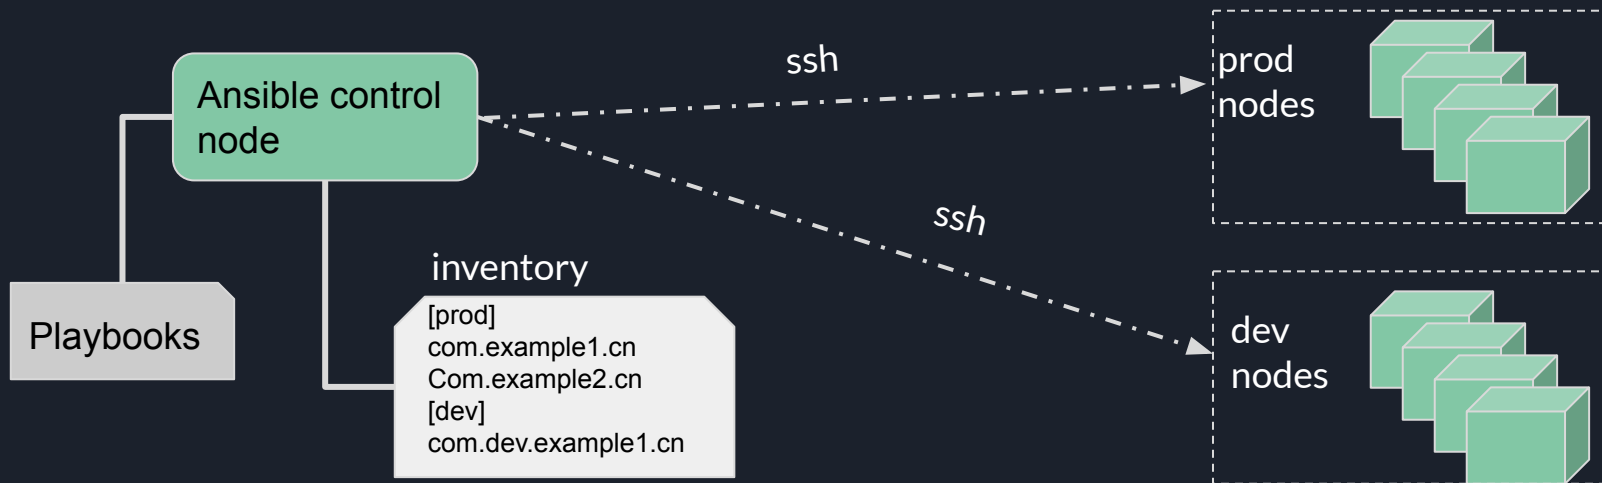 Ansible control
node
ssh
prod
nodes
ssh
inventory
[prod]
com.example1.cn
Com.example2.cn
[dev]
com.dev.example1.cn
Playbooks
dev
nodes